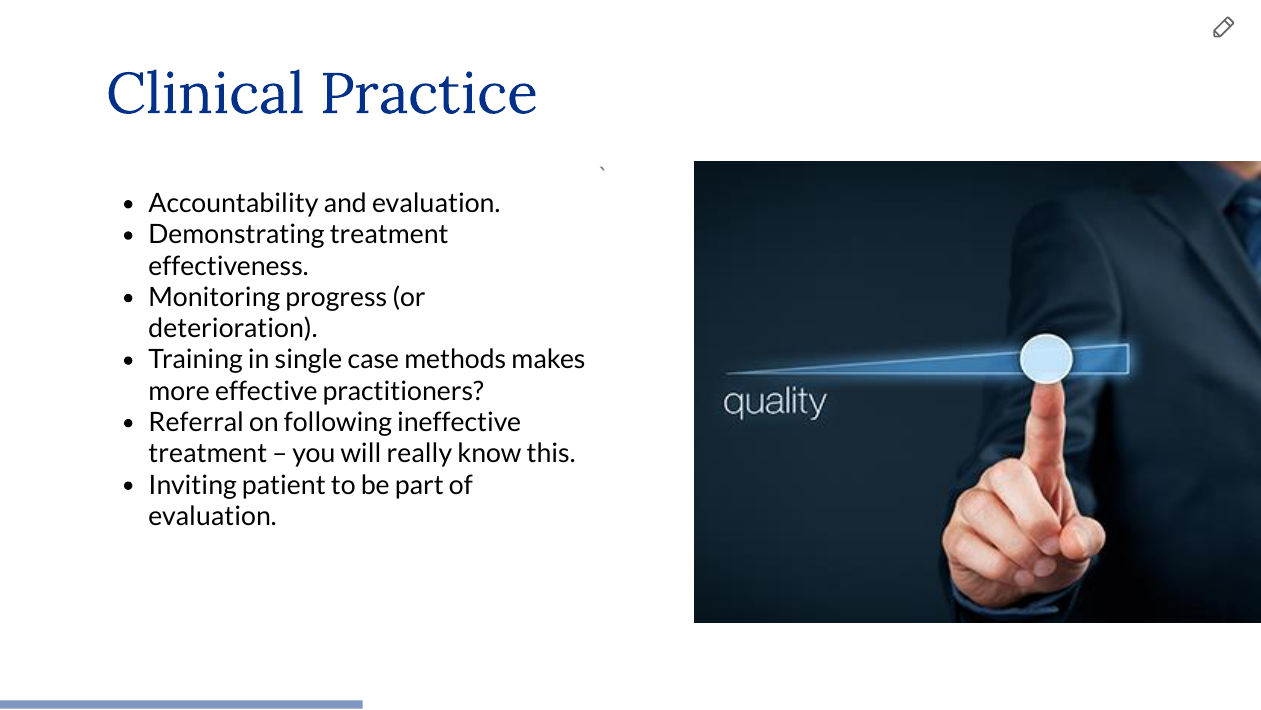 Clinical Practice
`
• Accountability and evaluation.
• Demonstrating treatment
effectiveness.
• Monitoring progress (or
deterioration).
• Training in single case methods makes
more effective practitioners?
• Referral on following ineffective
treatment – you will really know this.
• Inviting patient to be part of
evaluation.
quality